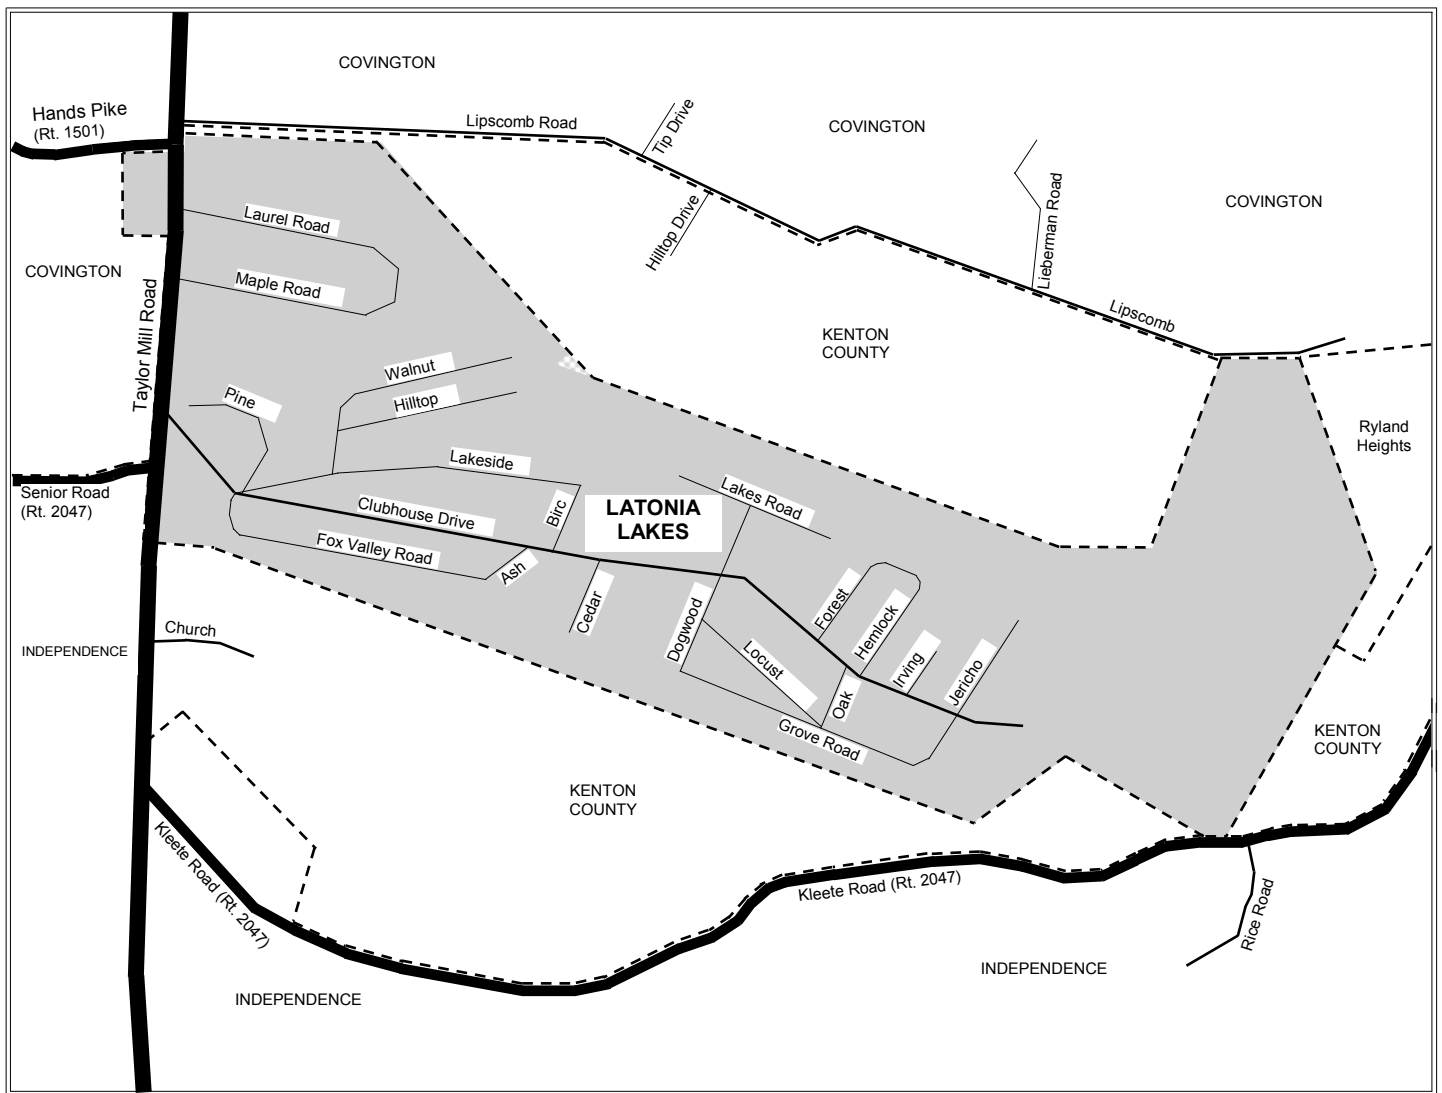 COVINGTON
Hands Pike
(Rt. 1501)
Lipscomb Road
Tip Drive
COVINGTON
Hilltop Drive
Lieberman Road
COVINGTON
Laurel Road
COVINGTON
Maple Road
Taylor Mill Road
Lipscomb
KENTON
COUNTY
Walnut
Hilltop
Pine
Ryland
Heights
Lakeside
Senior Road
(Rt. 2047)
Clubhouse Drive
Birc
LATONIA
LAKES
Lakes Road
Fox Valley Road
Ash
Cedar
Dogwood
Forest
Hemlock
Church
INDEPENDENCE
Locust
Irving
Jericho
Oak
Grove Road
KENTON
COUNTY
KENTON
COUNTY
Kleete Road (Rt. 2047)
Kleete Road (Rt. 2047)
Rice Road
INDEPENDENCE
INDEPENDENCE